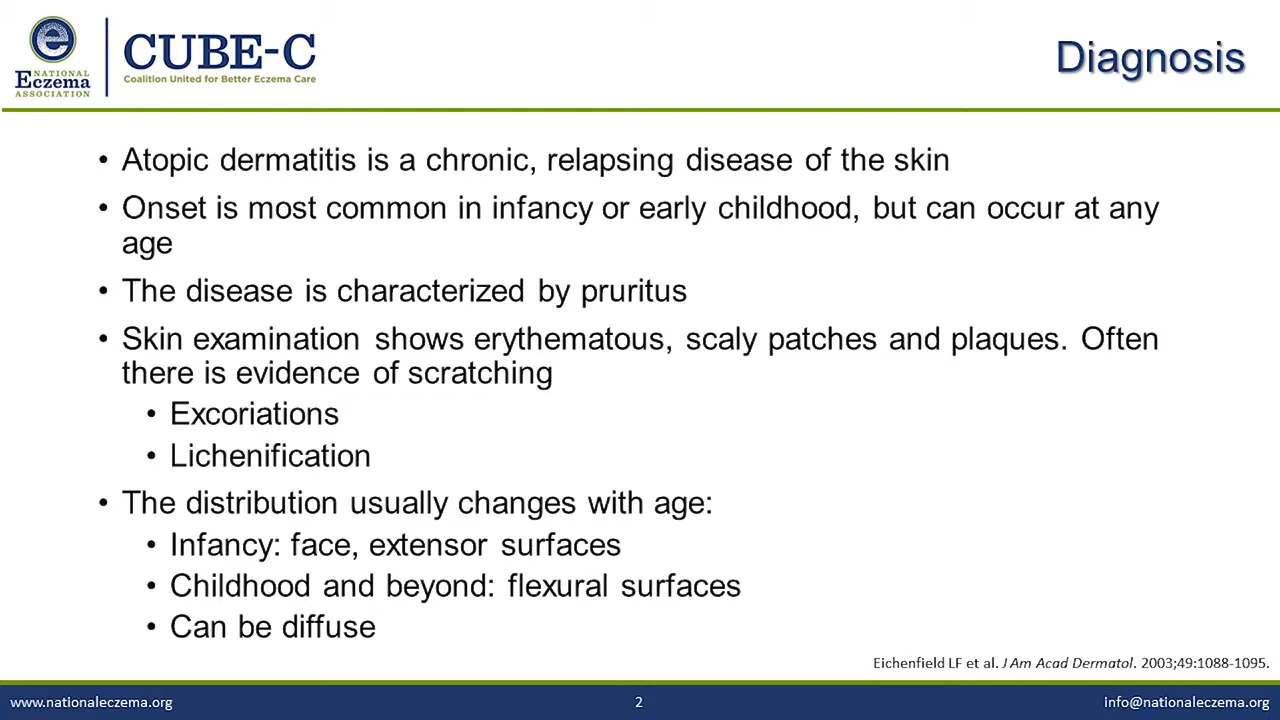 e
NATIONAL
Eczema
ASSOCIATION
CUBE-C
Coalition United for Better Eczema Care
Diagnosis
• Atopic dermatitis is a chronic, relapsing disease of the skin
• Onset is most common in infancy or early childhood, but can occur at any
age
• The disease is characterized by pruritus
• Skin examination shows erythematous, scaly patches and plaques. Often
there is evidence of scratching
• Excoriations
• Lichenification
• The distribution usually changes with age:
• Infancy: face, extensor surfaces
• Childhood and beyond: flexural surfaces
• Can be diffuse
Eichenfield LF et al. J Am Acad Dermatol. 2003;49:1088-1095.
www.nationaleczema.org
2
info@nationaleczema.org